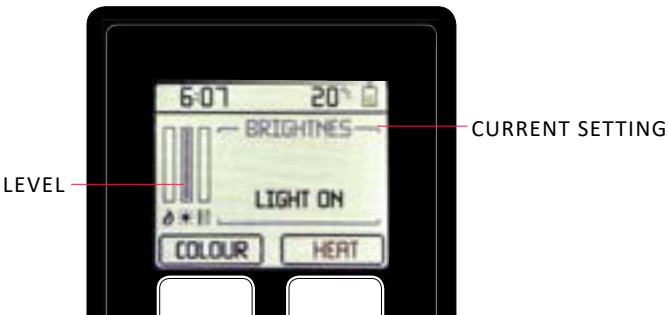 6:07 20°
BRIGHTNES
CURRENT SETTING
LEVEL
LIGHT ON
COLOUR HEAT